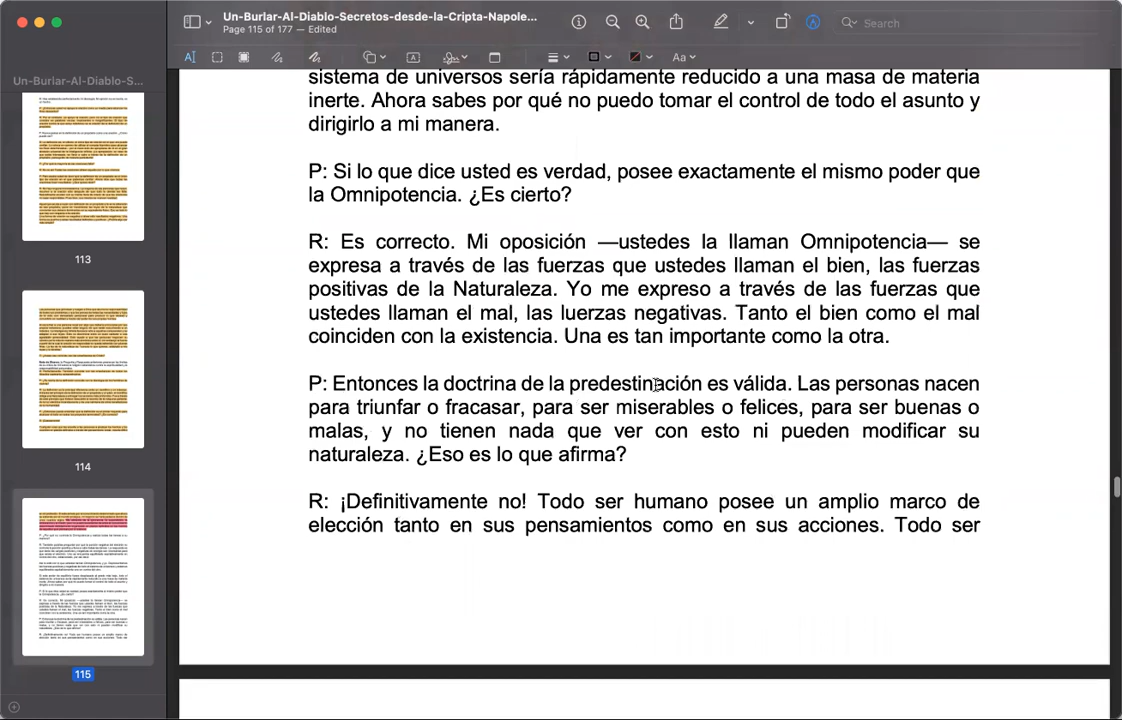 Un-Burlar-Al-Diablo-Secretos-desde-la-Cripta-Napole...
Page 115 of 177 — Edited
Search
Aa
Un-Burlar-Al-Diablo-S...
113
114
115
sistema de universos sería rápidamente reducido a una masa de materia
inerte. Ahora sabes por qué no puedo tomar el control de todo el asunto y
dirigirlo a mi manera.
P: Si lo que dice usted es verdad, posee exactamente el mismo poder que
la Omnipotencia. ¿Es cierto?
R: Es correcto. Mi oposición —ustedes la llaman Omnipotencia— se
expresa a través de las fuerzas que ustedes llaman el bien, las fuerzas
positivas de la Naturaleza. Yo me expreso a través de las fuerzas que
ustedes llaman el mal, las luerzas negativas. Tanto el bien como el mal
coinciden con la existencia. Una es tan importante como la otra.
P: Entonces la doctrina de la predestinación es válida. Las personas nacen
para triunfar o fracasar, para ser miserables o felices, para ser buenas o
malas, y no tienen nada que ver con esto ni pueden modificar su
naturaleza. ¿Eso es lo que afirma?
R: ¡Definitivamente no! Todo ser humano posee un amplio marco de
elección tanto en sus pensamientos como en sus acciones. Todo ser